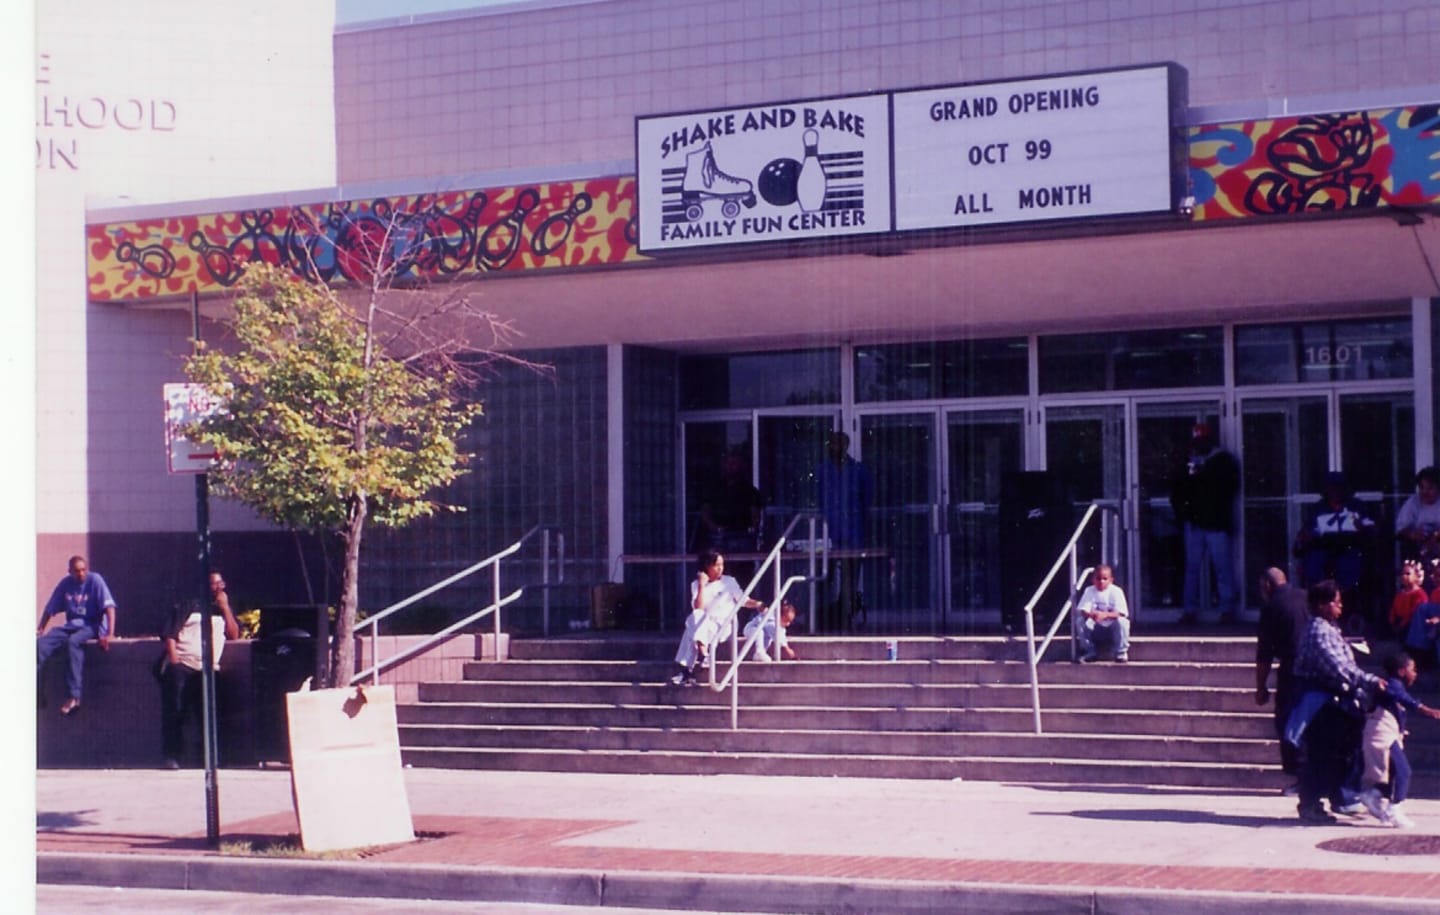 E
HOOD
ON
SHAKE AND BAKE
FAMILY FUN CENTER
GRAND OPENING
OCT 99
ALL MONTH
1601